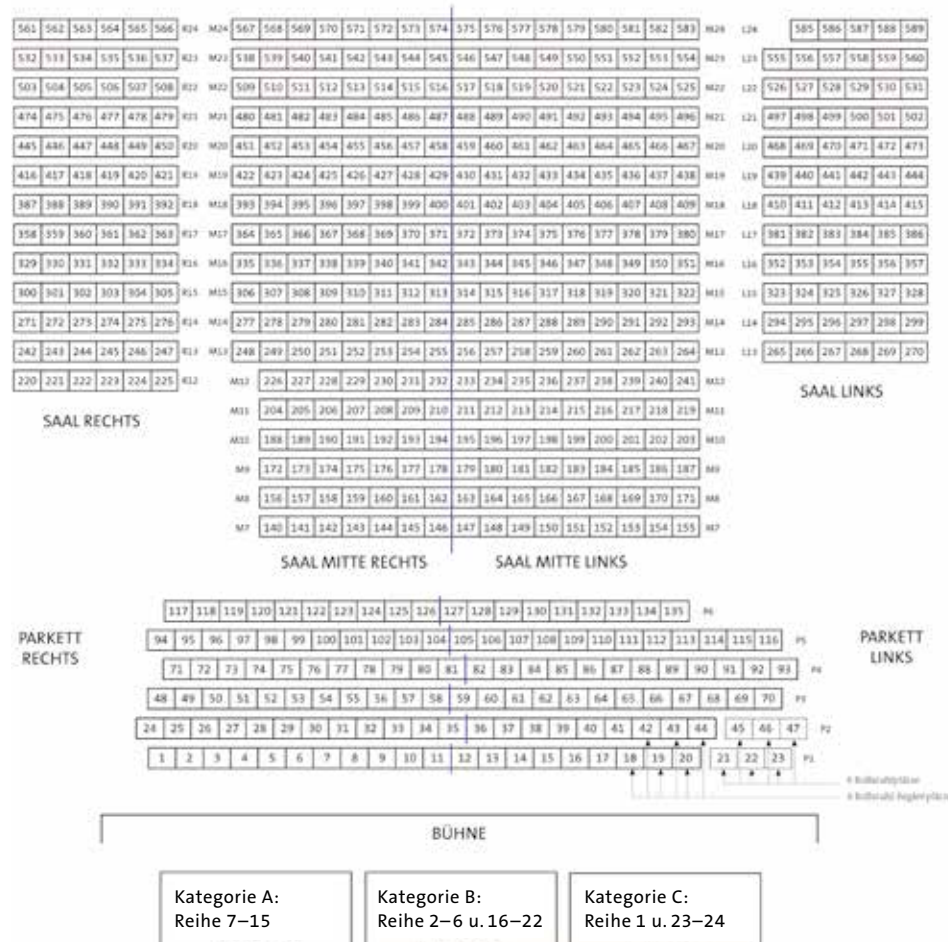 561 562 563 564 565 566 R24 M24 567 568 569 570 571 572 573 574 575 576 577 578 579 580 581 582 583 M24 L24 585 586 587 588 589
532 533 534 535 536 537 R23 M23 538 539 540 541 542 543 544 545 546 547 548 549 550 551 552 553 554 M23 L23 555 556 557 558 559 560
503 504 505 506 507 508 R22 M22 509 510 511 512 513 514 515 516 517 518 519 520 521 522 523 524 525 M22 L22 526 527 528 529 530 531
474 475 476 477 478 479 R21 M21 480 481 482 483 484 485 486 487 488 489 490 491 492 493 494 495 496 M21 L21 497 498 499 500 501 502
445 446 447 448 449 450 R20 M20 451 452 453 454 455 456 457 458 459 460 461 462 463 464 465 466 467 M20 L20 468 469 470 471 472 473
416 417 418 419 420 421 R19 M19 422 423 424 425 426 427 428 429 430 431 432 433 434 435 436 437 438 M19 L19 439 440 441 442 443 444
387 388 389 390 391 392 R18 M18 393 394 395 396 397 398 399 400 401 402 403 404 405 406 407 408 409 M18 L18 410 411 412 413 414 415
358 359 360 361 362 363 R17 M17 364 365 366 367 368 369 370 371 372 373 374 375 376 377 378 379 380 M17 L17 381 382 383 384 385 386
329 330 331 332 333 334 R16 M16 335 336 337 338 339 340 341 342 343 344 345 346 347 348 349 350 351 M16 L16 352 353 354 355 356 357
300 301 302 303 304 305 R15 M15 306 307 308 309 310 311 312 313 314 315 316 317 318 319 320 321 322 M15 L15 323 324 325 326 327 328
271 272 273 274 275 276 R14 M14 277 278 279 280 281 282 283 284 285 286 287 288 289 290 291 292 293 M14 L14 294 295 296 297 298 299
242 243 244 245 246 247 R13 M13 248 249 250 251 252 253 254 255 256 257 258 259 260 261 262 263 264 M13 L13 265 266 267 268 269 270
220 221 222 223 224 225 R12 M12 226 227 228 229 230 231 232 233 234 235 236 237 238 239 240 241 M12
SAAL LINKS
M11 204 205 206 207 208 209 210 211 212 213 214 215 216 217 218 219 M11
SAAL RECHTS
M10 188 189 190 191 192 193 194 195 196 197 198 199 200 201 202 203 M10
M9 172 173 174 175 176 177 178 179 180 181 182 183 184 185 186 187 M9
M8 156 157 158 159 160 161 162 163 164 165 166 167 168 169 170 171 M8
M7 140 141 142 143 144 145 146 147 148 149 150 151 152 153 154 155 M7
SAAL MITTE RECHTS SAAL MITTE LINKS
117 118 119 120 121 122 123 124 125 126 127 128 129 130 131 132 133 134 135 P6
PARKETT
RECHTS
94 95 96 97 98 99 100 101 102 103 104 105 106 107 108 109 110 111 112 113 114 115 116 P5
PARKETT
LINKS
71 72 73 74 75 76 77 78 79 80 81 82 83 84 85 86 87 88 89 90 91 92 93 P4
48 49 50 51 52 53 54 55 56 57 58 59 60 61 62 63 64 65 66 67 68 69 70 P3
24 25 26 27 28 29 30 31 32 33 34 35 36 37 38 39 40 41 42 43 44 45 46 47 P2
1 2 3 4 5 6 7 8 9 10 11 12 13 14 15 16 17 18 19 20 21 22 23 P1
6 Rollstuhlplätze
BÜHNE
Kategorie A:
Reihe 7–15
Kategorie B:
Reihe 2–6 u. 16–22
Kategorie C:
Reihe 1 u. 23–24